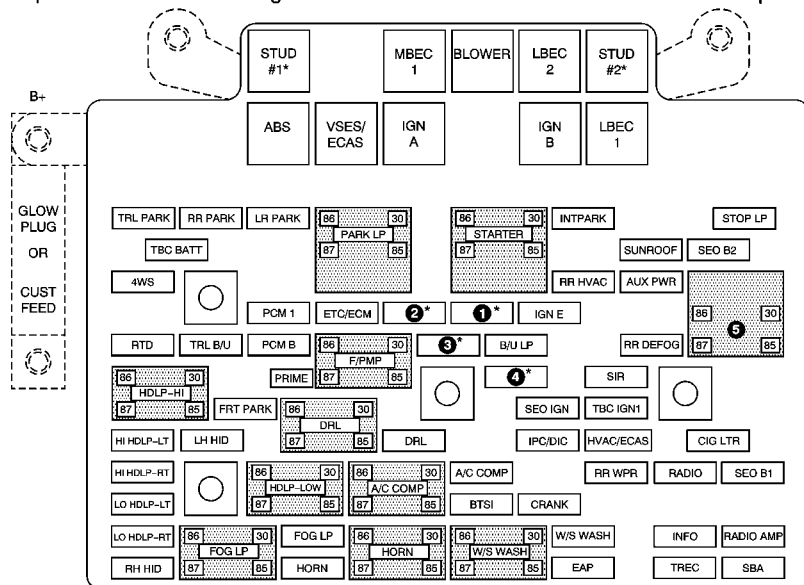 STUD #1*
MBEC 1
BLOWER
LBEC 2
STUD #2*
B+
ABS
VSES/ ECAS
IGN A
IGN B
LBEC 1
GLOW PLUG OR CUST FEED
TRL PARK
RR PARK
LR PARK
86 30
PARK LP
87 85
86 30
STARTER
87 85
INTPARK
STOP LP
TBC BATT
SUNROOF
SEO B2
4WS
RR HVAC
AUX PWR
PCM 1
ETC/ECM
2*
1*
IGN E
86 30
5
87 85
RTD
TRL B/U
PCM B
86 30
F/PMP
87 85
3*
B/U LP
RR DEFOG
PRIME
4*
SIR
86 30
HDLP-HI
87 85
FRT PARK
86 30
DRL
87 85
SEO IGN
TBC IGN1
HI HDLP-LT
LH HID
DRL
IPC/DIC
HVAC/ECAS
CIG LTR
HI HDLP-RT
86 30
HDLP-LOW
87 85
86 30
A/C COMP
87 85
A/C COMP
RR WPR
RADIO
SEO B1
LO HDLP-LT
BTSI
CRANK
LO HDLP-RT
86 30
FOG LP
87 85
FOG LP
86 30
HORN
87 85
86 30
W/S WASH
87 85
W/S WASH
INFO
RADIO AMP
RH HID
HORN
EAP
TREC
SBA